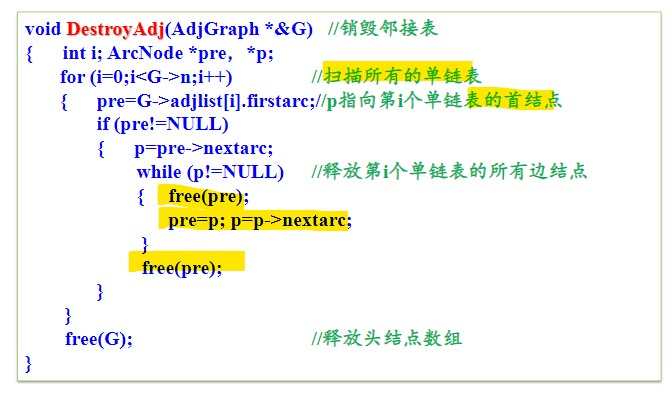 void DestroyAdj(AdjGraph *&G) //销毁邻接表
{ int i; ArcNode *pre，*p;
for (i=0;i<G->n;i++) //扫描所有的单链表
{ pre=G->adjlist[i].firstarc;//p指向第i个单链表的首结点
if (pre!=NULL)
{ p=pre->nextarc;
while (p!=NULL) //释放第i个单链表的所有边结点
{ free(pre);
pre=p; p=p->nextarc;
}
free(pre);
}
}
free(G); //释放头结点数组
}